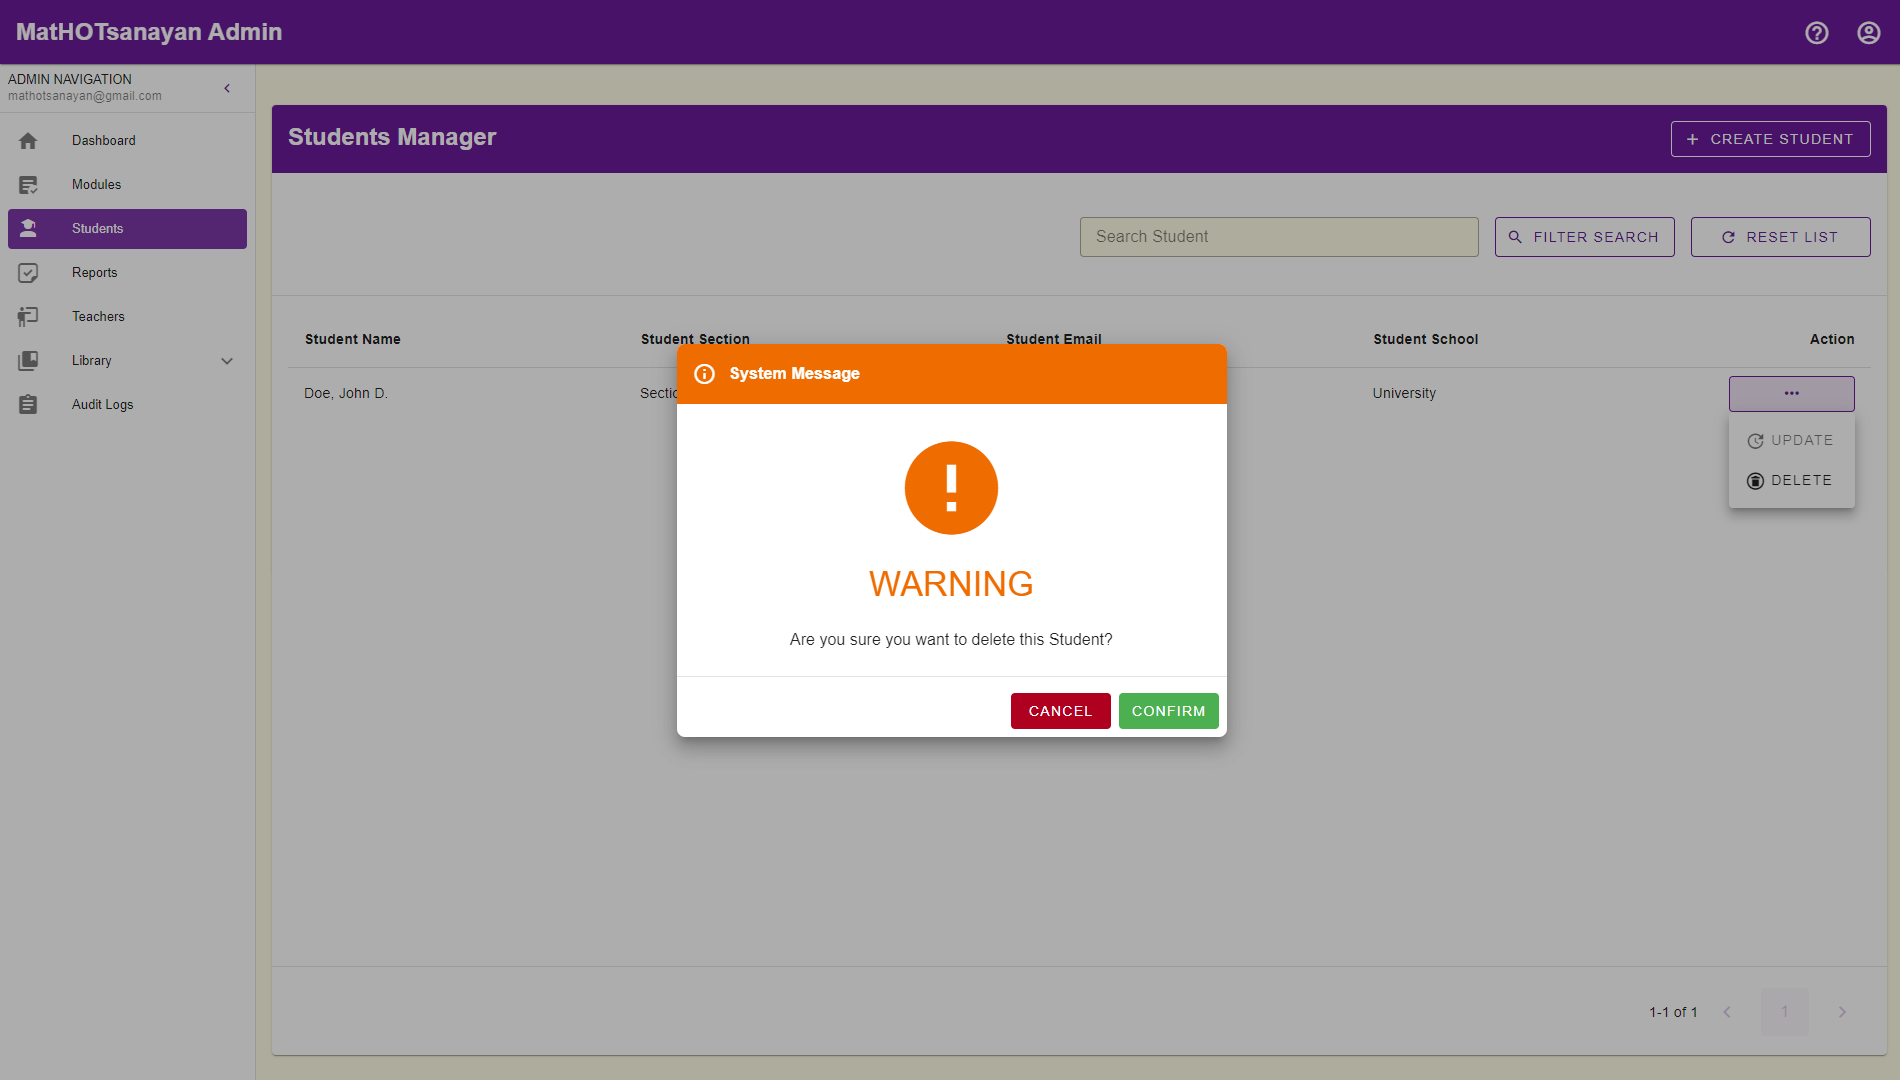 MatHOTsanayan Admin
ADMIN NAVIGATION
mathotsanayan@gmail.com
Dashboard
Modules
Students
Reports
Teachers
Library
Audit Logs
Students Manager
+ CREATE STUDENT
Search Student
FILTER SEARCH
RESET LIST
Student Name
Student Section
Student Email
Student School
Action
Doe, John D.
Sectio
University
...
UPDATE
DELETE
System Message
!
WARNING
Are you sure you want to delete this Student?
CANCEL
CONFIRM
1-1 of 1
1